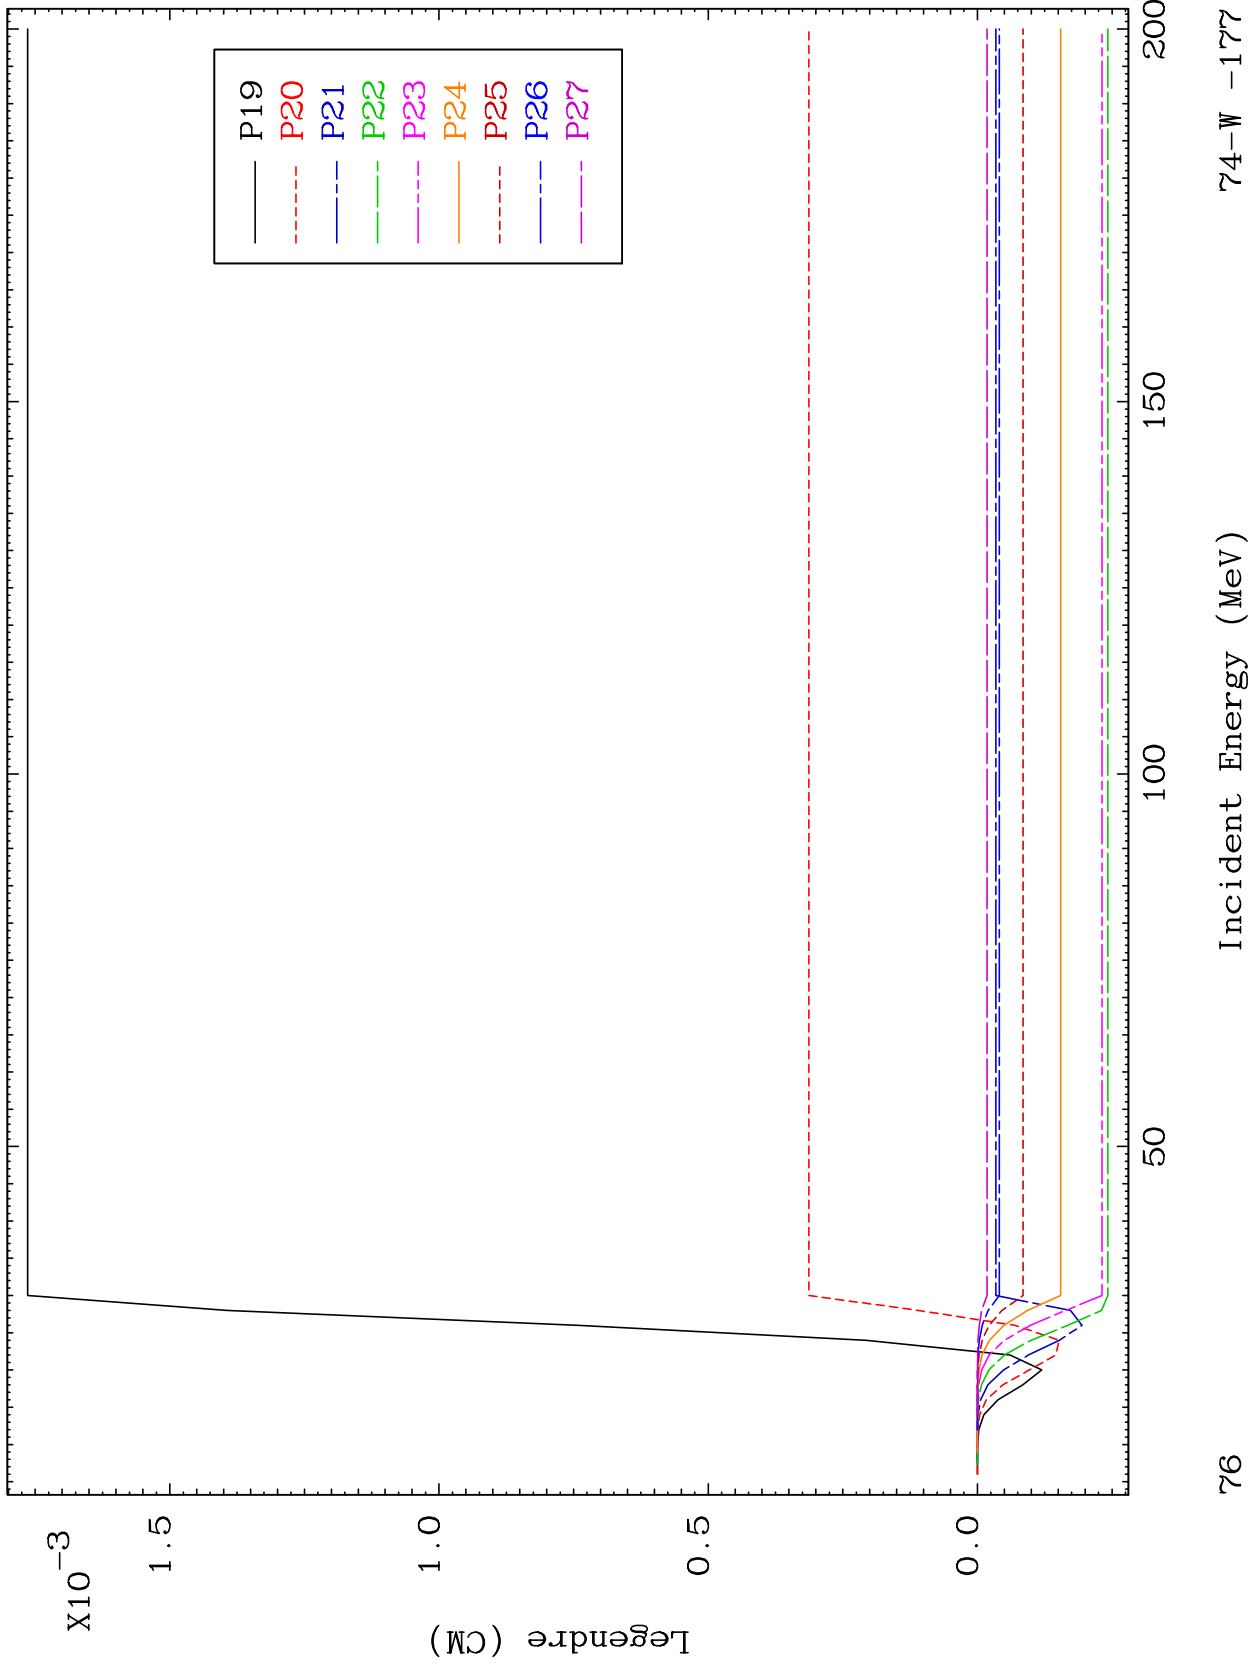 X10⁻³
1.5
1.0
0.5
0.0
Legendre (CM)
P19
P20
P21
P22
P23
P24
P25
P26
P27
50
100
150
200
Incident Energy (MeV)
76
74-W -177